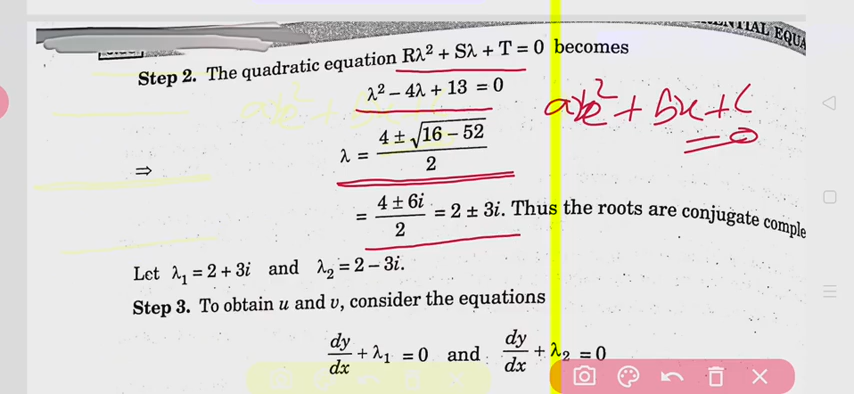 Step 2. The quadratic equation Rλ² + Sλ + T = 0 becomes
λ² – 4λ + 13 = 0
ax² + bx + c
= 0
⇒ λ = (4 ± √(16 – 52)) / 2
= (4 ± 6i) / 2 = 2 ± 3i. Thus the roots are conjugate comple
Let λ₁ = 2 + 3i and λ₂ = 2 – 3i.
Step 3. To obtain u and v, consider the equations
dy/dx + λ₁ = 0 and dy/dx + λ₂ = 0